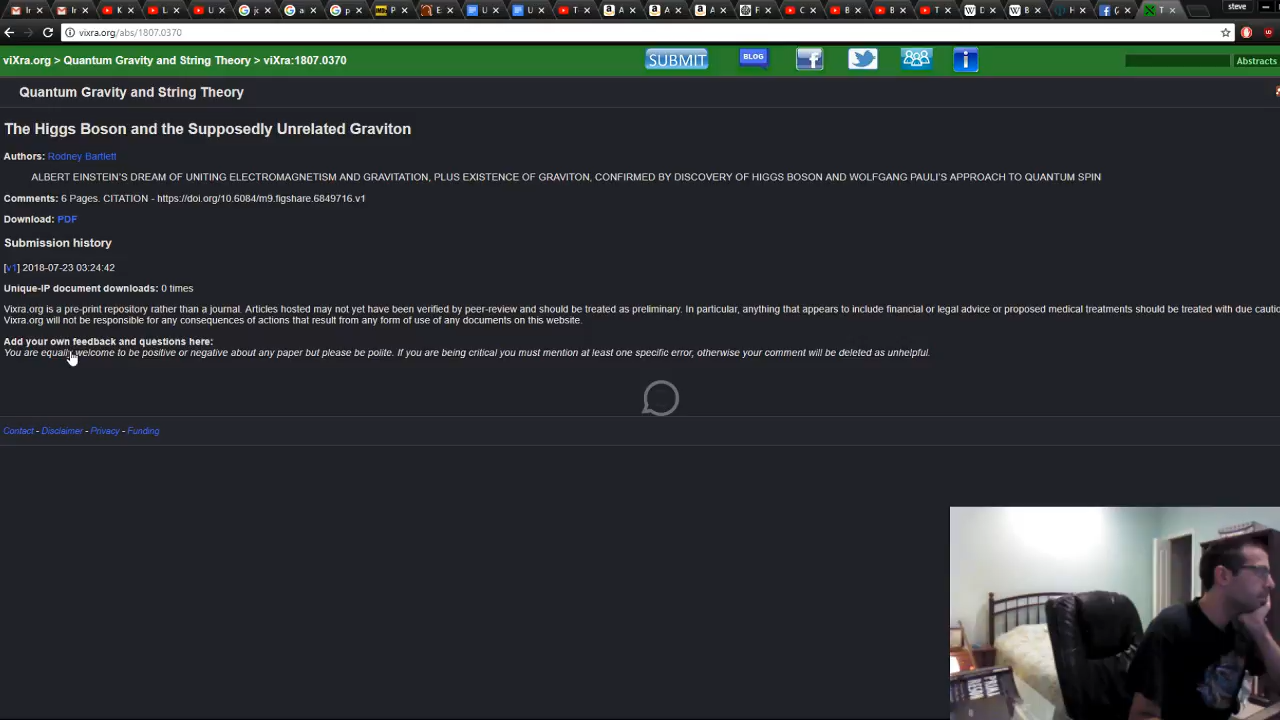 steve
vixra.org/abs/1807.0370
viXra.org > Quantum Gravity and String Theory > viXra:1807.0370
SUBMIT
BLOG
Abstracts
Quantum Gravity and String Theory
The Higgs Boson and the Supposedly Unrelated Graviton
Authors: Rodney Bartlett
ALBERT EINSTEIN'S DREAM OF UNITING ELECTROMAGNETISM AND GRAVITATION, PLUS EXISTENCE OF GRAVITON, CONFIRMED BY DISCOVERY OF HIGGS BOSON AND WOLFGANG PAULI'S APPROACH TO QUANTUM SPIN
Comments: 6 Pages. CITATION - https://doi.org/10.6084/m9.figshare.6849716.v1
Download: PDF
Submission history
[v1] 2018-07-23 03:24:42
Unique-IP document downloads: 0 times
Vixra.org is a pre-print repository rather than a journal. Articles hosted may not yet have been verified by peer-review and should be treated as preliminary. In particular, anything that appears to include financial or legal advice or proposed medical treatments should be treated with due cautio
Vixra.org will not be responsible for any consequences of actions that result from any form of use of any documents on this website.
Add your own feedback and questions here:
You are equally welcome to be positive or negative about any paper but please be polite. If you are being critical you must mention at least one specific error, otherwise your comment will be deleted as unhelpful.
Contact - Disclaimer - Privacy - Funding